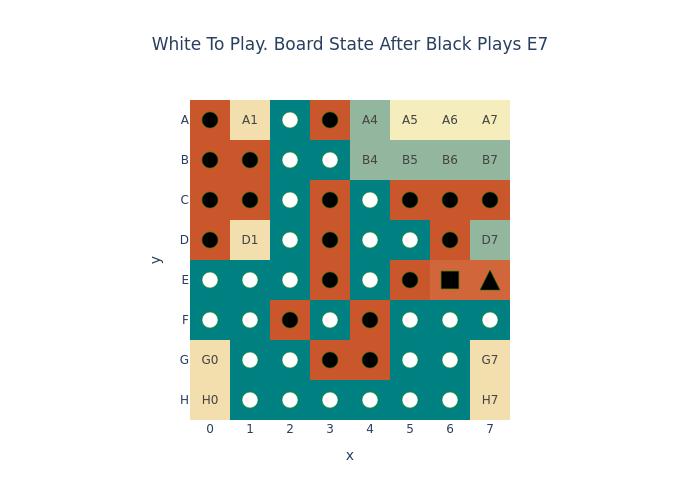 White To Play. Board State After Black Plays E7
A A1 A4 A5 A6 A7
B B4 B5 B6 B7
C
D D1 D7
E
F
G G0 G7
H H0 H7
0 1 2 3 4 5 6 7
x
y